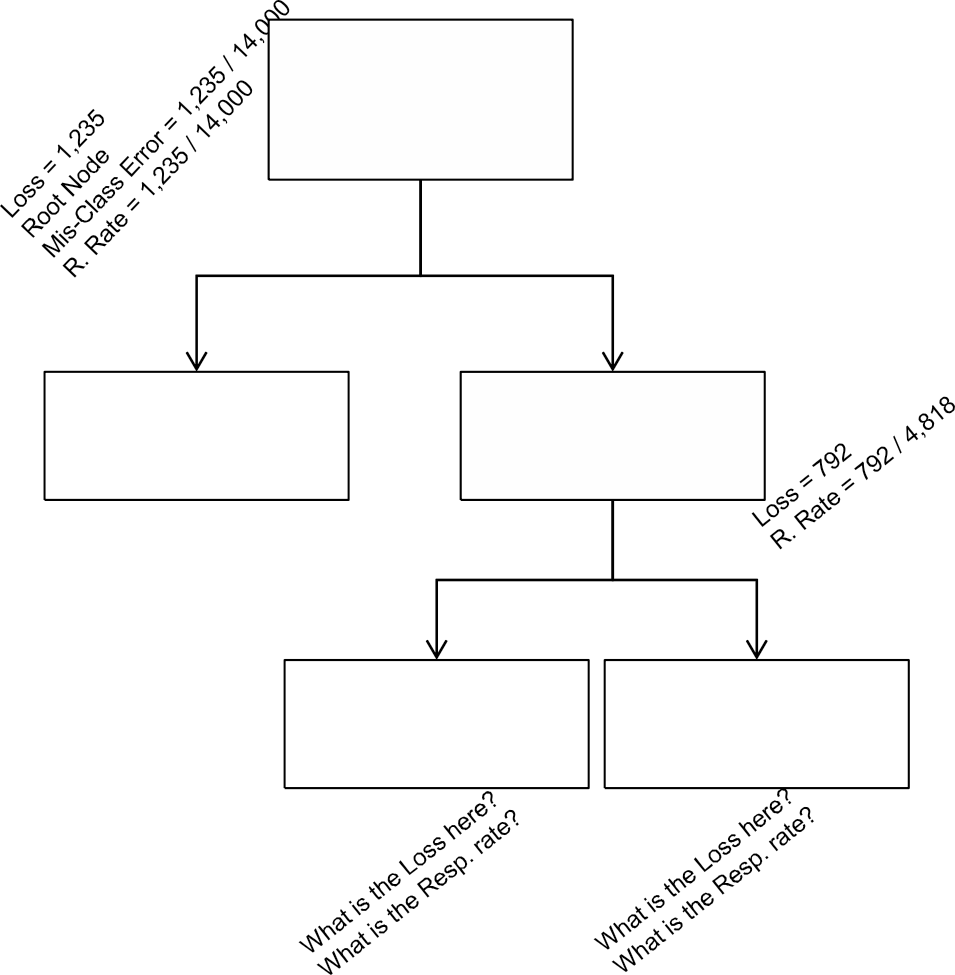 Loss = 1,235
Root Node
Mis-Class Error = 1,235 / 14,000
R. Rate = 1,235 / 14,000
Loss = 792
R. Rate = 792 / 4,818
What is the Loss here?
What is the Resp. rate?
What is the Loss here?
What is the Resp. rate?